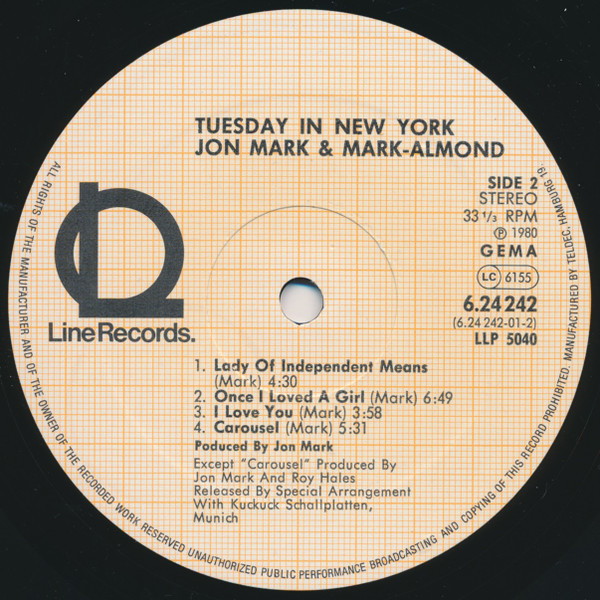 TUESDAY IN NEW YORK
JON MARK & MARK-ALMOND
SIDE 2
STEREO
33 1/3 RPM
Ⓟ 1980
GEMA
LC 6155
6.24242
(6.24 242-01-2)
LLP 5040
LineRecords.
1. Lady Of Independent Means
(Mark) 4:30
2. Once I Loved A Girl (Mark) 6:49
3. I Love You (Mark) 3:58
4. Carousel (Mark) 5:31
Poduced By Jon Mark
Except "Carousel" Produced By
Jon Mark And Roy Hales
Released By Special Arrangement
With Kuckuck Schallplatten,
Munich
ALL RIGHTS OF THE MANUFACTURER AND OF THE OWNER OF THE RECORDED WORK RESERVED UNAUTHORIZED PUBLIC PERFORMANCE BROADCASTING AND COPYING OF THIS RECORD PROHIBITED. MANUFACTURED BY TELDEC, HAMBURG 19.